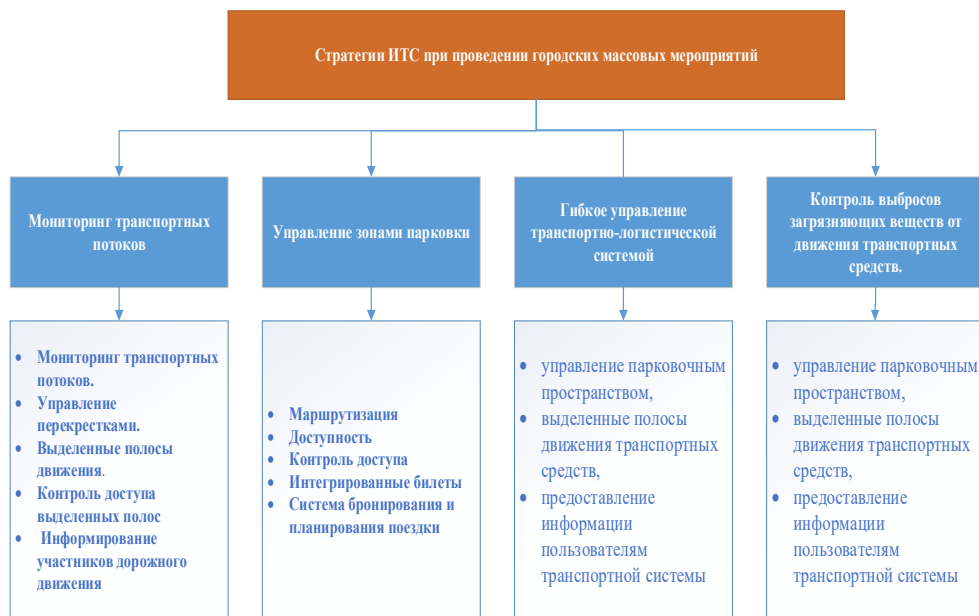 Стратегии ИТС при проведении городских массовых мероприятий
Мониторинг транспортных
потоков
Управление зонами парковки
Гибкое управление
транспортно-логистической
системой
Контроль выбросов
загрязняющих веществ от
движения транспортных
средств.
• Мониторинг транспортных
потоков.
• Управление
перекрестками.
• Выделенные полосы
движения.
• Контроль доступа
выделенных полос
• Информирование
участников дорожного
движения
• Маршрутизация
• Доступность
• Контроль доступа
• Интегрированные билеты
• Система бронирования и
планирования поездки
• управление парковочным
пространством,
• выделенные полосы
движения транспортных
средств,
• предоставление
информации
пользователям
транспортной системы
• управление парковочным
пространством,
• выделенные полосы
движения транспортных
средств,
• предоставление
информации
пользователям
транспортной системы